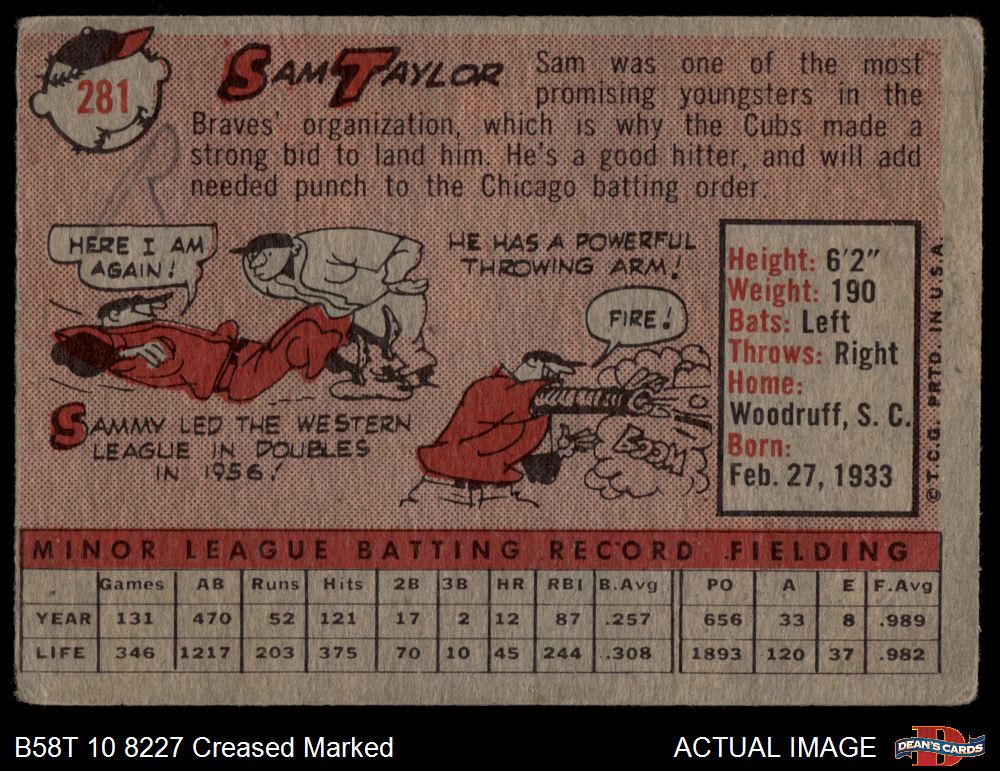 281
SAM TAYLOR
Sam was one of the most
promising youngsters in the
Braves' organization, which is why the Cubs made a
strong bid to land him. He's a good hitter, and will add
needed punch to the Chicago batting order.
R
HERE I AM
AGAIN!
SAMMY LED THE WESTERN
LEAGUE IN DOUBLES
IN 1956!
HE HAS A POWERFUL
THROWING ARM!
FIRE!
BOOM
Height: 6'2"
Weight: 190
Bats: Left
Throws: Right
Home:
Woodruff, S. C.
Born:
Feb. 27, 1933
©T.C.G. PRTD. IN U.S.A.
MINOR LEAGUE BATTING RECORD FIELDING
Games AB Runs Hits 2B 3B HR RBI B.Avg PO A E F.Avg
YEAR 131 470 52 121 17 2 12 87 .257 656 33 8 .989
LIFE 346 1217 203 375 70 10 45 244 .308 1893 120 37 .982
B58T 10 8227 Creased Marked
ACTUAL IMAGE
DEAN'S CARDS